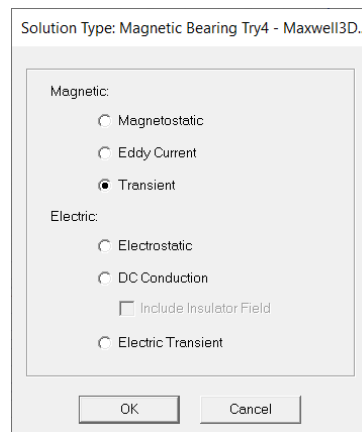 Solution Type: Magnetic Bearing Try4 - Maxwell3D..
Magnetic:
Magnetostatic
Eddy Current
Transient
Electric:
Electrostatic
DC Conduction
Include Insulator Field
Electric Transient
OK
Cancel